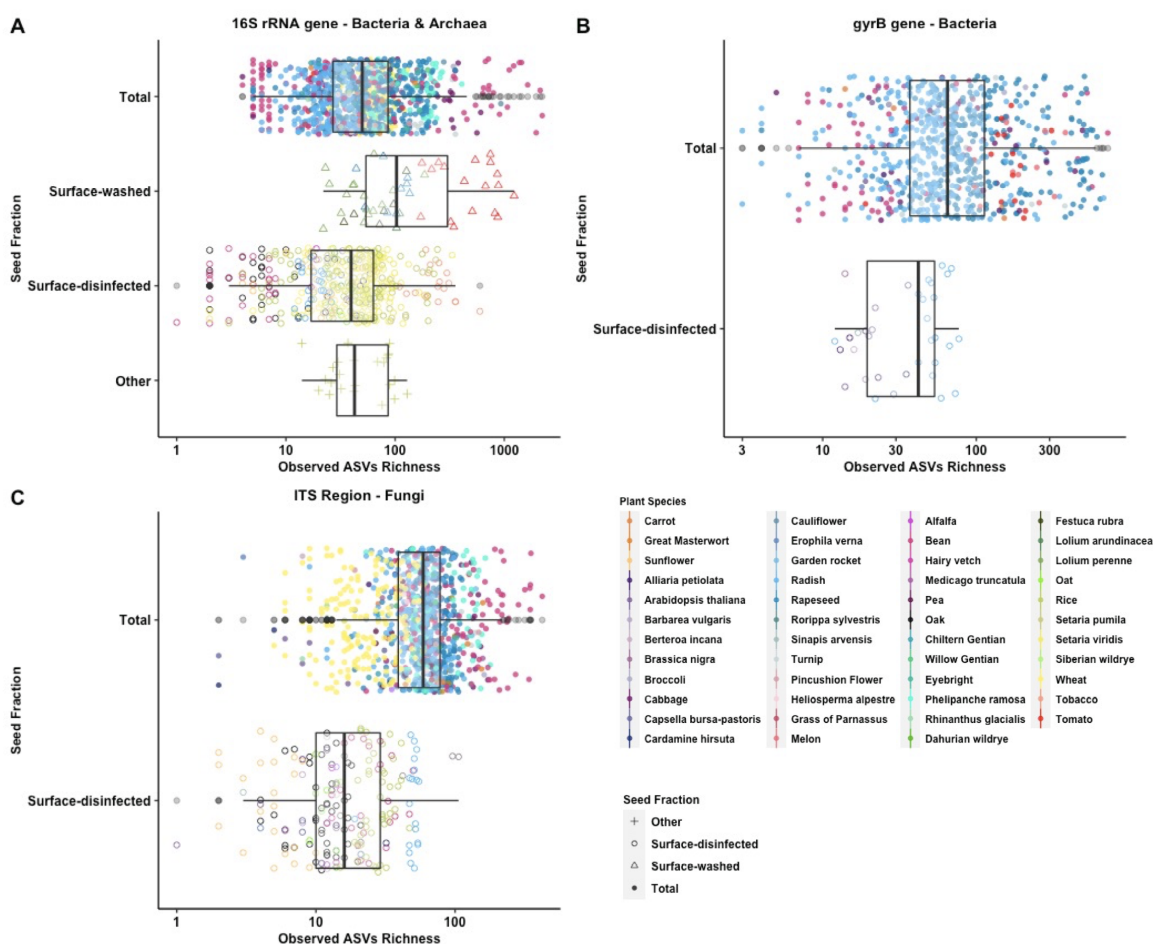 A
16S rRNA gene - Bacteria & Archaea
Seed Fraction
Total
Surface-washed
Surface-disinfected
Other
1 10 100 1000
Observed ASVs Richness
B
gyrB gene - Bacteria
Seed Fraction
Total
Surface-disinfected
3 10 30 100 300
Observed ASVs Richness
C
ITS Region - Fungi
Seed Fraction
Total
Surface-disinfected
1 10 100
Observed ASVs Richness
Plant Species
Carrot
Great Masterwort
Sunflower
Alliaria petiolata
Arabidopsis thaliana
Barbarea vulgaris
Berteroa incana
Brassica nigra
Broccoli
Cabbage
Capsella bursa-pastoris
Cardamine hirsuta
Cauliflower
Erophila verna
Garden rocket
Radish
Rapeseed
Rorippa sylvestris
Sinapis arvensis
Turnip
Pincushion Flower
Heliosperma alpestre
Grass of Parnassus
Melon
Alfalfa
Bean
Hairy vetch
Medicago truncatula
Pea
Oak
Chiltern Gentian
Willow Gentian
Eyebright
Phelipanche ramosa
Rhinanthus glacialis
Dahurian wildrye
Festuca rubra
Lolium arundinacea
Lolium perenne
Oat
Rice
Setaria pumila
Setaria viridis
Siberian wildrye
Wheat
Tobacco
Tomato
Seed Fraction
Other
Surface-disinfected
Surface-washed
Total